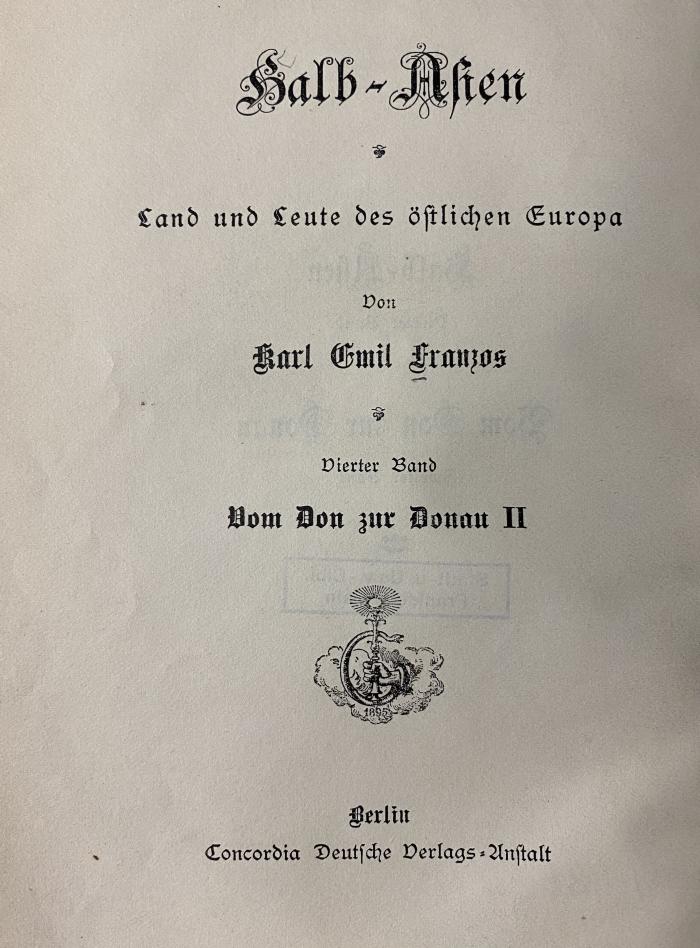 Halb-Asien
Land und Leute des östlichen Europa
Von
Karl Emil Franzos
Vierter Band
Vom Don zur Donau II
1895
Berlin
Concordia Deutsche Verlags-Anstalt